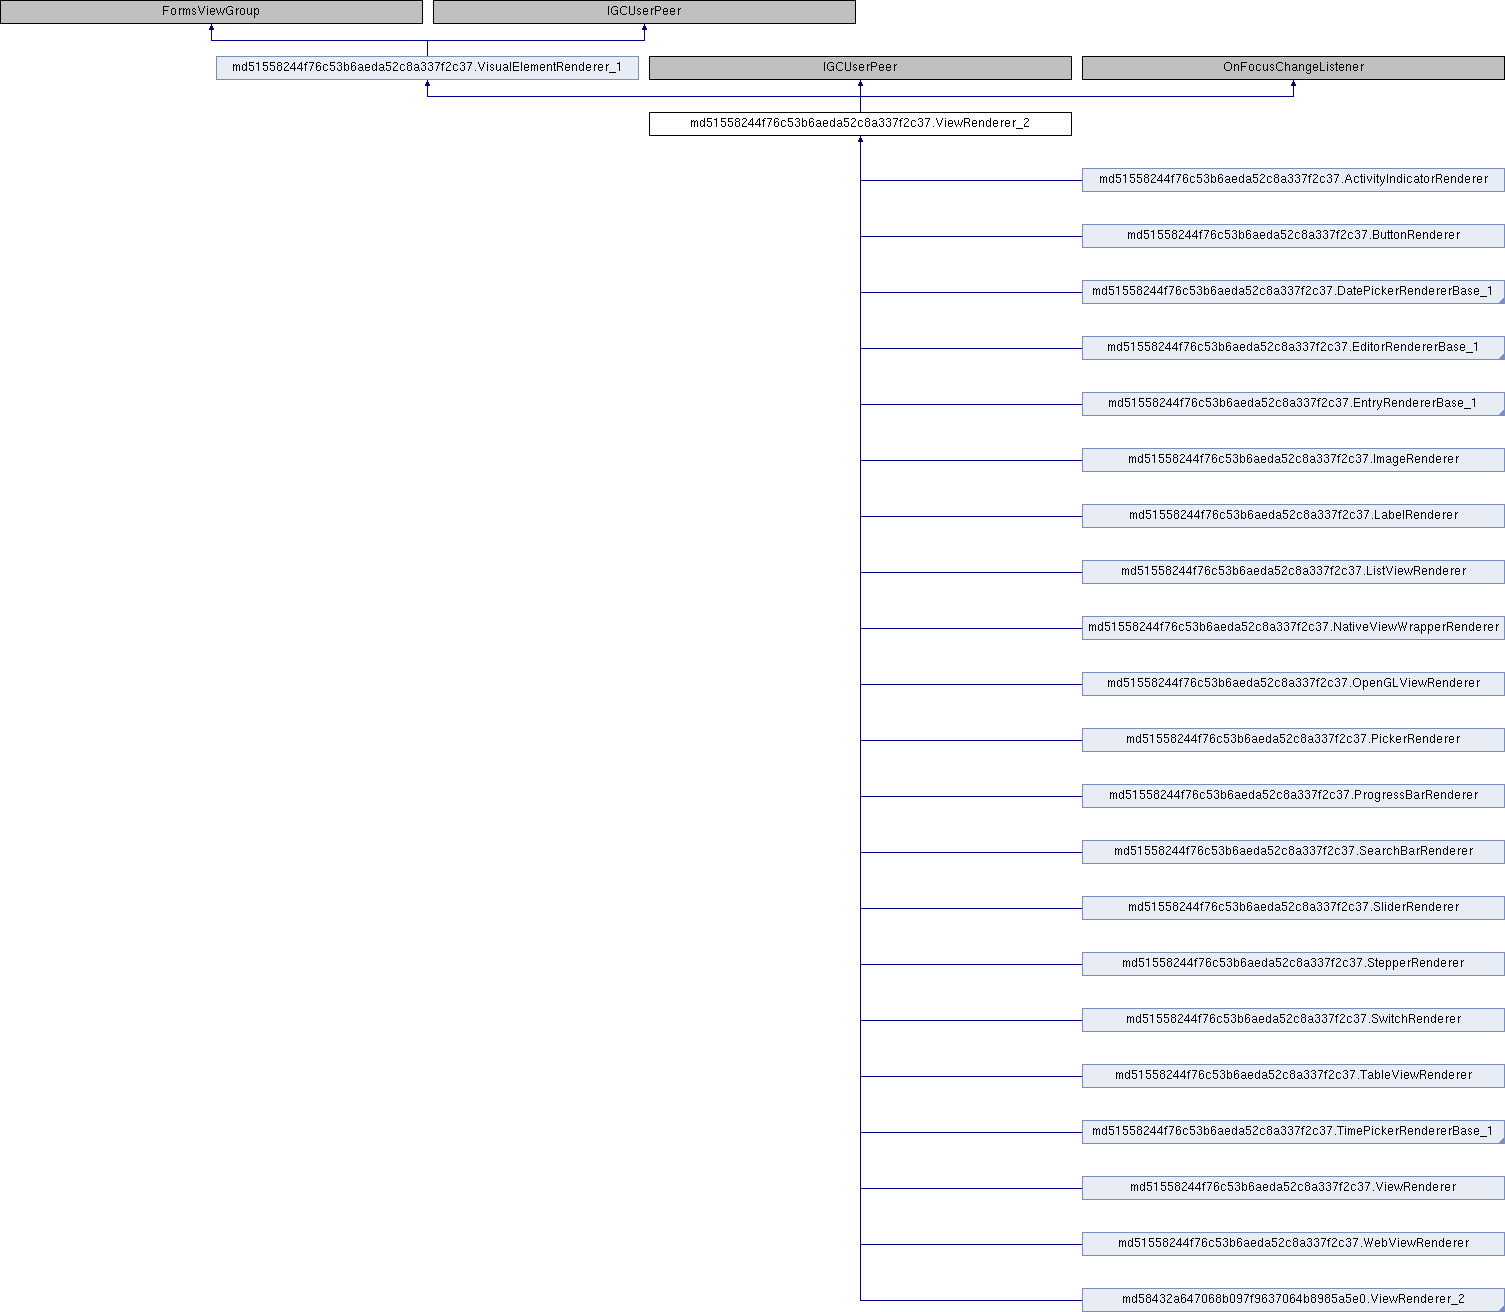 FormsViewGroup
IGCUserPeer
md51558244f76c53b6aeda52c8a337f2c37.VisualElementRenderer_1
IGCUserPeer
OnFocusChangeListener
md51558244f76c53b6aeda52c8a337f2c37.ViewRenderer_2
md51558244f76c53b6aeda52c8a337f2c37.ActivityIndicatorRenderer
md51558244f76c53b6aeda52c8a337f2c37.ButtonRenderer
md51558244f76c53b6aeda52c8a337f2c37.DatePickerRendererBase_1
md51558244f76c53b6aeda52c8a337f2c37.EditorRendererBase_1
md51558244f76c53b6aeda52c8a337f2c37.EntryRendererBase_1
md51558244f76c53b6aeda52c8a337f2c37.ImageRenderer
md51558244f76c53b6aeda52c8a337f2c37.LabelRenderer
md51558244f76c53b6aeda52c8a337f2c37.ListViewRenderer
md51558244f76c53b6aeda52c8a337f2c37.NativeViewWrapperRenderer
md51558244f76c53b6aeda52c8a337f2c37.OpenGLViewRenderer
md51558244f76c53b6aeda52c8a337f2c37.PickerRenderer
md51558244f76c53b6aeda52c8a337f2c37.ProgressBarRenderer
md51558244f76c53b6aeda52c8a337f2c37.SearchBarRenderer
md51558244f76c53b6aeda52c8a337f2c37.SliderRenderer
md51558244f76c53b6aeda52c8a337f2c37.StepperRenderer
md51558244f76c53b6aeda52c8a337f2c37.SwitchRenderer
md51558244f76c53b6aeda52c8a337f2c37.TableViewRenderer
md51558244f76c53b6aeda52c8a337f2c37.TimePickerRendererBase_1
md51558244f76c53b6aeda52c8a337f2c37.ViewRenderer
md51558244f76c53b6aeda52c8a337f2c37.WebViewRenderer
md58432a647068b097f9637064b8985a5e0.ViewRenderer_2